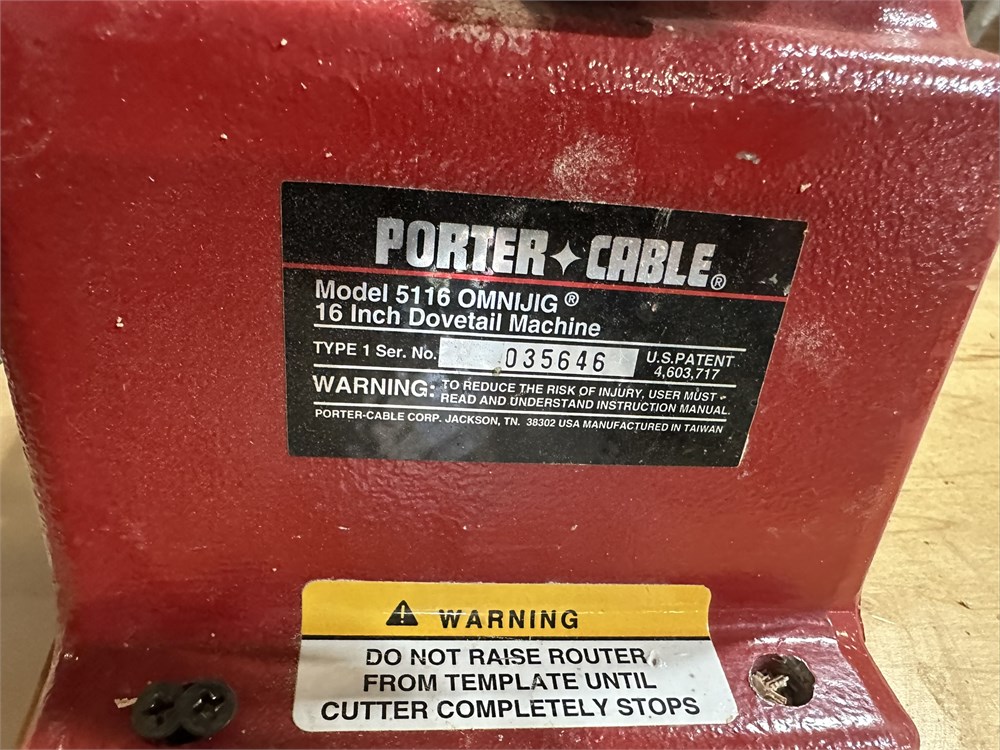 PORTER✦CABLE®
Model 5116 OMNIJIG®
16 Inch Dovetail Machine
TYPE 1 Ser. No. 035646 U.S.PATENT 4,603,717
WARNING: TO REDUCE THE RISK OF INJURY, USER MUST
READ AND UNDERSTAND INSTRUCTION MANUAL.
PORTER-CABLE CORP. JACKSON, TN. 38302 USA MANUFACTURED IN TAIWAN
WARNING
DO NOT RAISE ROUTER
FROM TEMPLATE UNTIL
CUTTER COMPLETELY STOPS